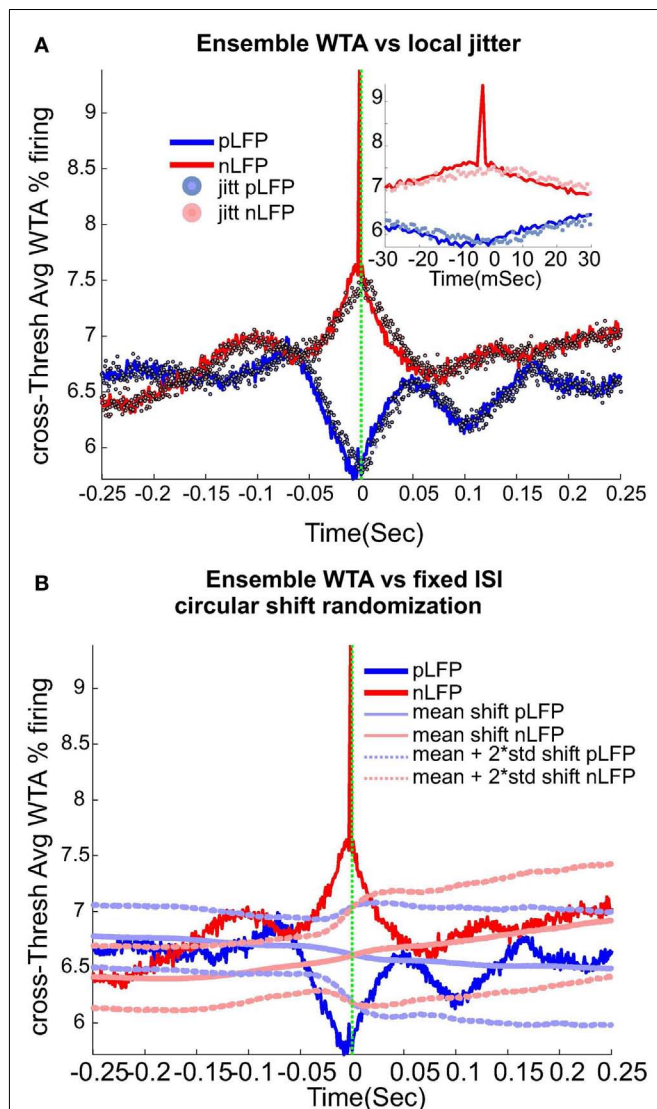 A
Ensemble WTA vs local jitter
cross-Thresh Avg WTA % firing
9
8.5
8
7.5
7
6.5
6
pLFP
nLFP
jitt pLFP
jitt nLFP
9
8
7
6
-30 -20 -10 0 10 20 30
Time(mSec)
-0.25 -0.2 -0.15 -0.1 -0.05 0 0.05 0.1 0.15 0.2 0.25
Time(Sec)
B
Ensemble WTA vs fixed ISI
circular shift randomization
cross-Thresh Avg WTA % firing
9
8.5
8
7.5
7
6.5
6
pLFP
nLFP
mean shift pLFP
mean shift nLFP
mean + 2*std shift pLFP
mean + 2*std shift nLFP
-0.25 -0.2 -0.15 -0.1 -0.05 0 0.05 0.1 0.15 0.2 0.25
Time(Sec)